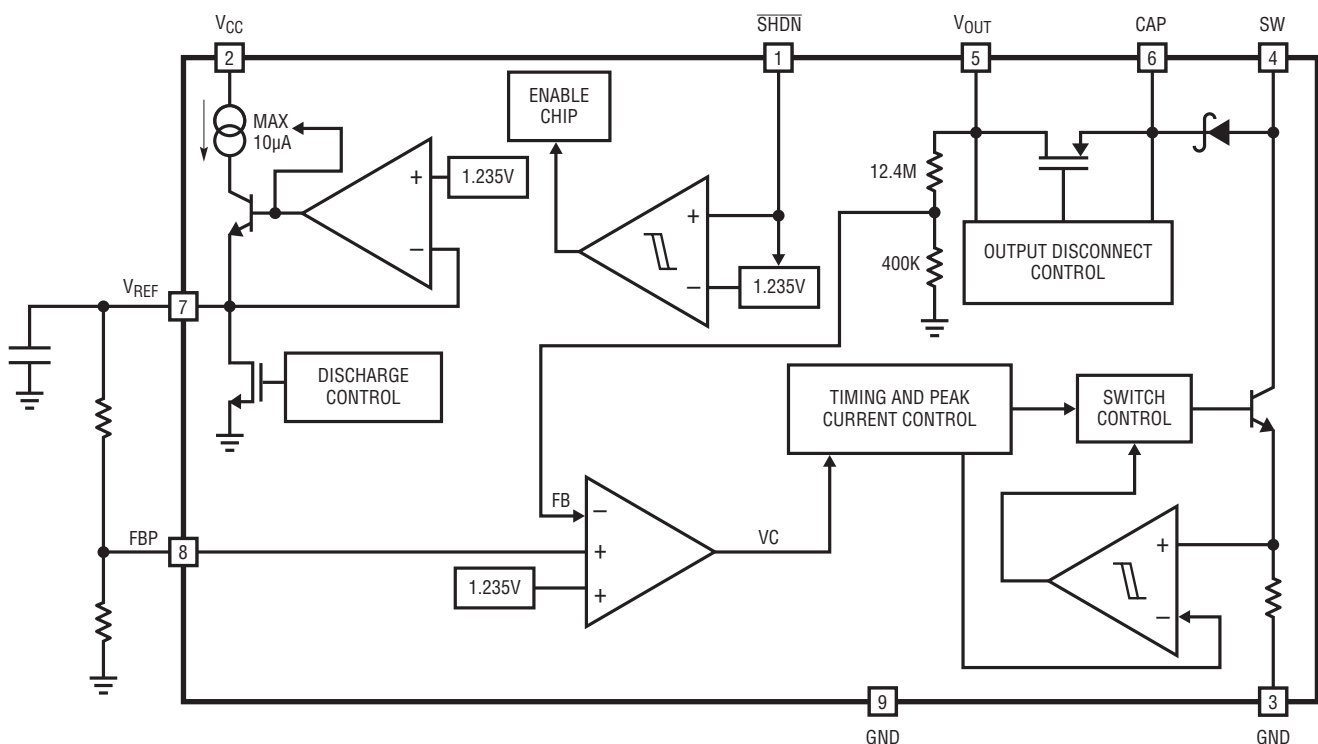 VCC
SHDN
VOUT
CAP
SW
2
1
5
6
4
MAX
10µA
ENABLE
CHIP
+
1.235V
−
12.4M
400K
+
−
1.235V
OUTPUT DISCONNECT
CONTROL
VREF
7
DISCHARGE
CONTROL
TIMING AND PEAK
CURRENT CONTROL
SWITCH
CONTROL
FB
−
VC
FBP
8
+
1.235V
+
+
−
9
GND
3
GND